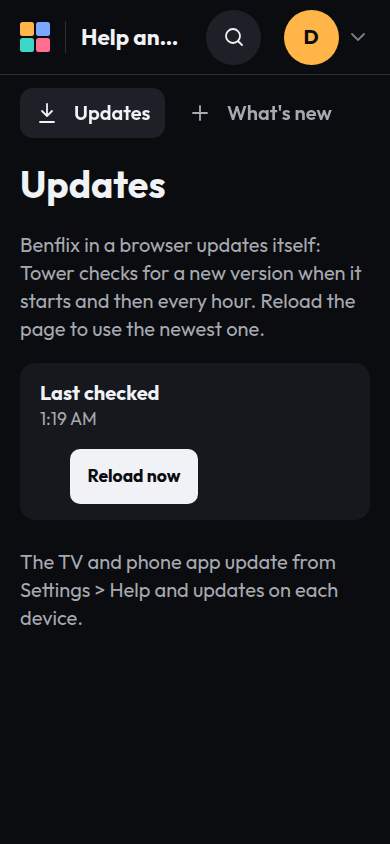 Help an...
D
Updates
What's new
Updates
Benflix in a browser updates itself:
Tower checks for a new version when it
starts and then every hour. Reload the
page to use the newest one.
Last checked
1:19 AM
Reload now
The TV and phone app update from
Settings > Help and updates on each
device.